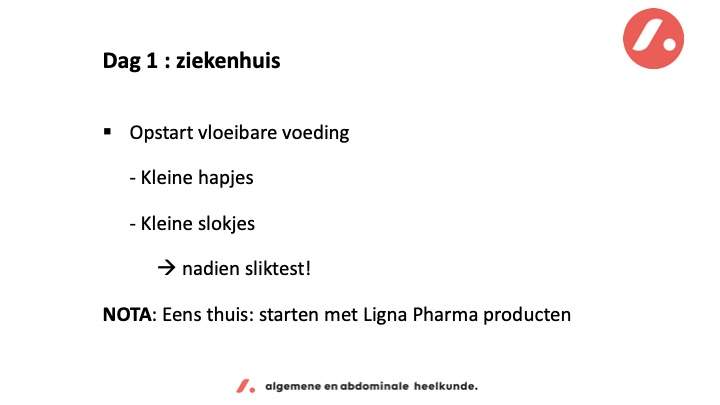 Dag 1 : ziekenhuis
▪ Opstart vloeibare voeding
- Kleine hapjes
- Kleine slokjes
→ nadien sliktest!
NOTA: Eens thuis: starten met Ligna Pharma producten
algemene en abdominale heelkunde.